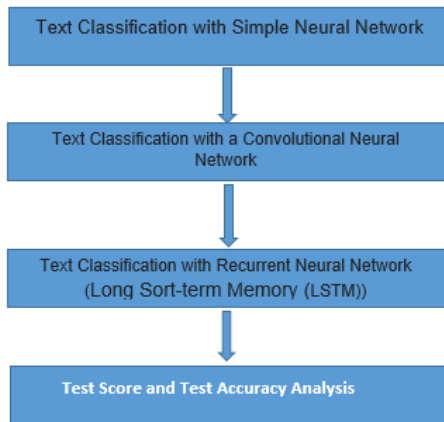 Text Classification with Simple Neural Network
Text Classification with a Convolutional Neural
Network
Text Classification with Recurrent Neural Network
(Long Sort-term Memory (LSTM))
Test Score and Test Accuracy Analysis